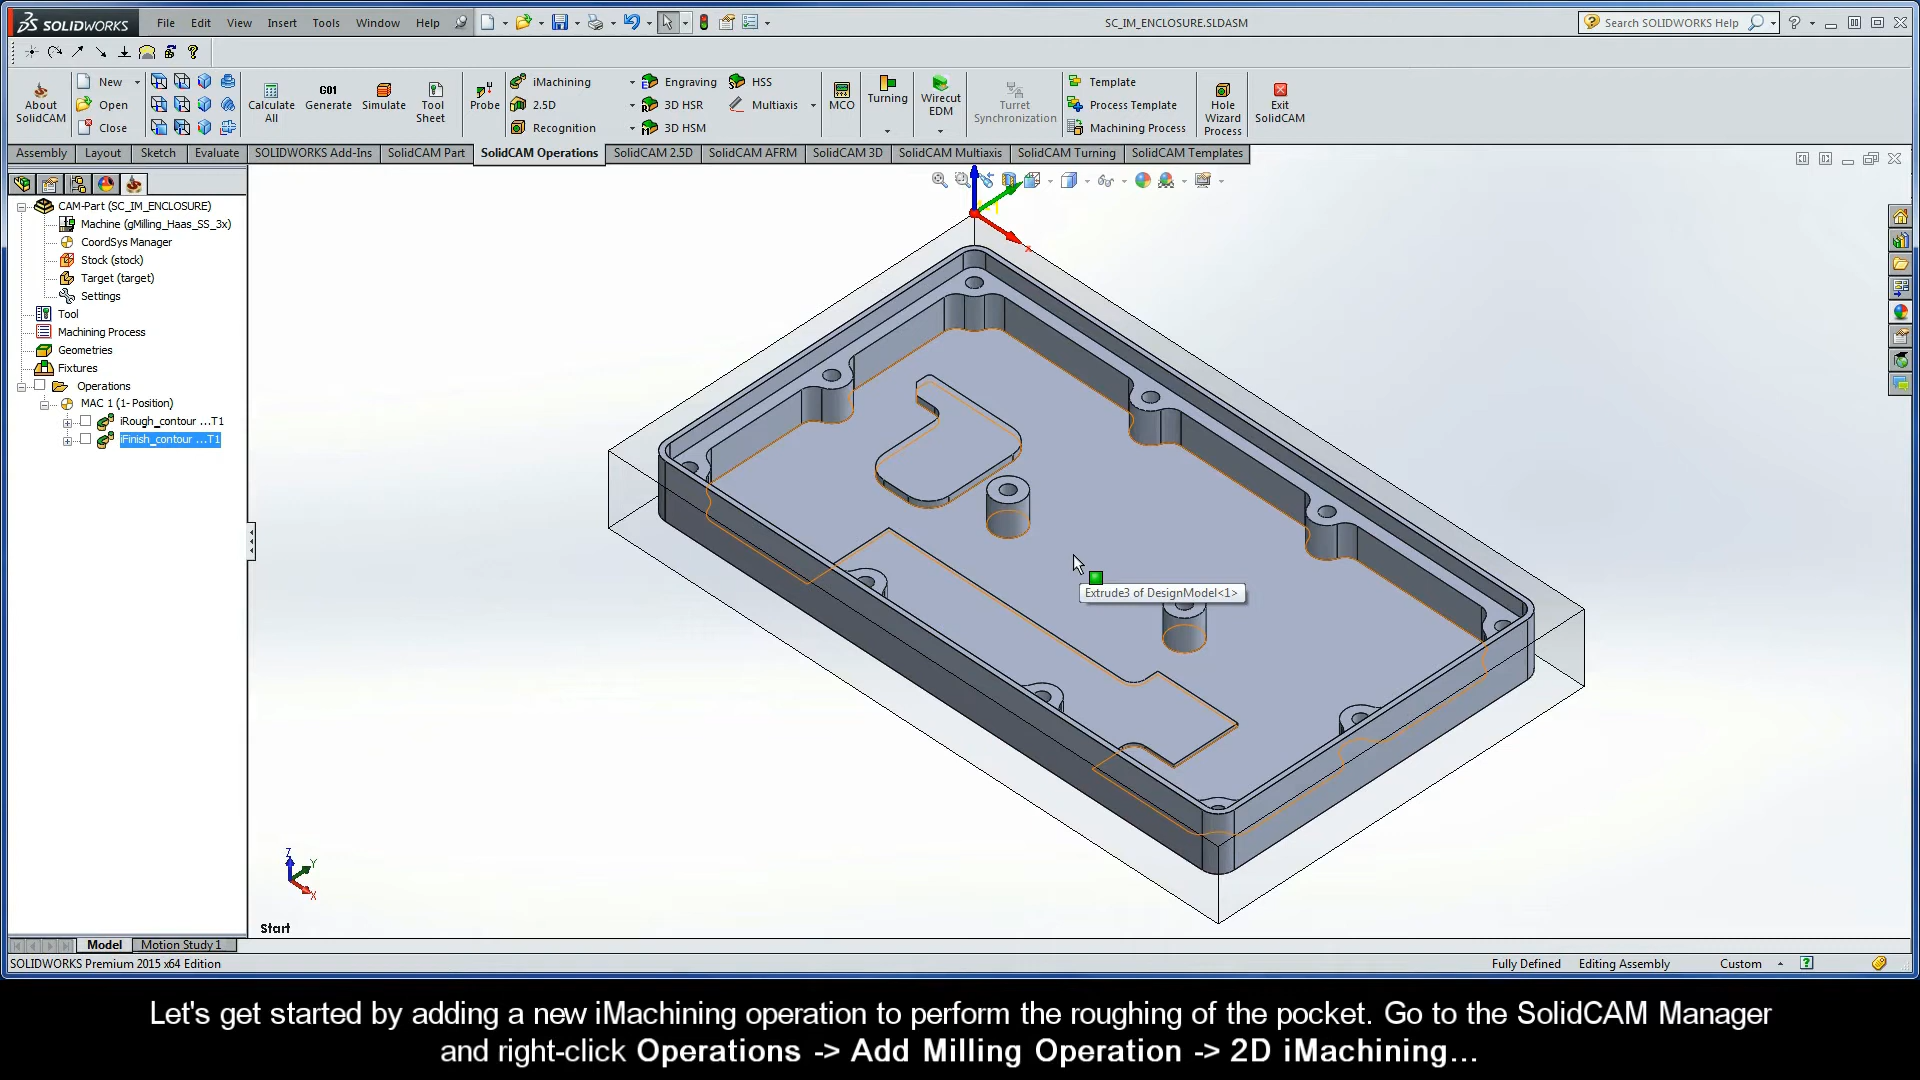 SOLIDWORKS File Edit View Insert Tools Window Help SC_IM_ENCLOSURE.SLDASM Search SOLIDWORKS Help
About SolidCAM
New
Open
Close
Calculate All
G01 Generate
Simulate
Tool Sheet
Probe
iMachining
2.5D
Recognition
Engraving
3D HSR
3D HSM
HSS
Multiaxis
MCO
Turning
Wirecut EDM
Turret Synchronization
Template
Process Template
Machining Process
Hole Wizard Process
Exit SolidCAM
Assembly Layout Sketch Evaluate SOLIDWORKS Add-Ins SolidCAM Part SolidCAM Operations SolidCAM 2.5D SolidCAM AFRM SolidCAM 3D SolidCAM Multiaxis SolidCAM Turning SolidCAM Templates
CAM-Part (SC_IM_ENCLOSURE)
Machine (gMilling_Haas_SS_3x)
CoordSys Manager
Stock (stock)
Target (target)
Settings
Tool
Machining Process
Geometries
Fixtures
Operations
MAC 1 (1- Position)
iRough_contour ...T1
iFinish_contour ...T1
x
Extrude3 of DesignModel<1>
Z
Y
X
Start
Model Motion Study 1
SOLIDWORKS Premium 2015 x64 Edition Fully Defined Editing Assembly Custom
Let's get started by adding a new iMachining operation to perform the roughing of the pocket. Go to the SolidCAM Manager
and right-click Operations -> Add Milling Operation -> 2D iMachining...